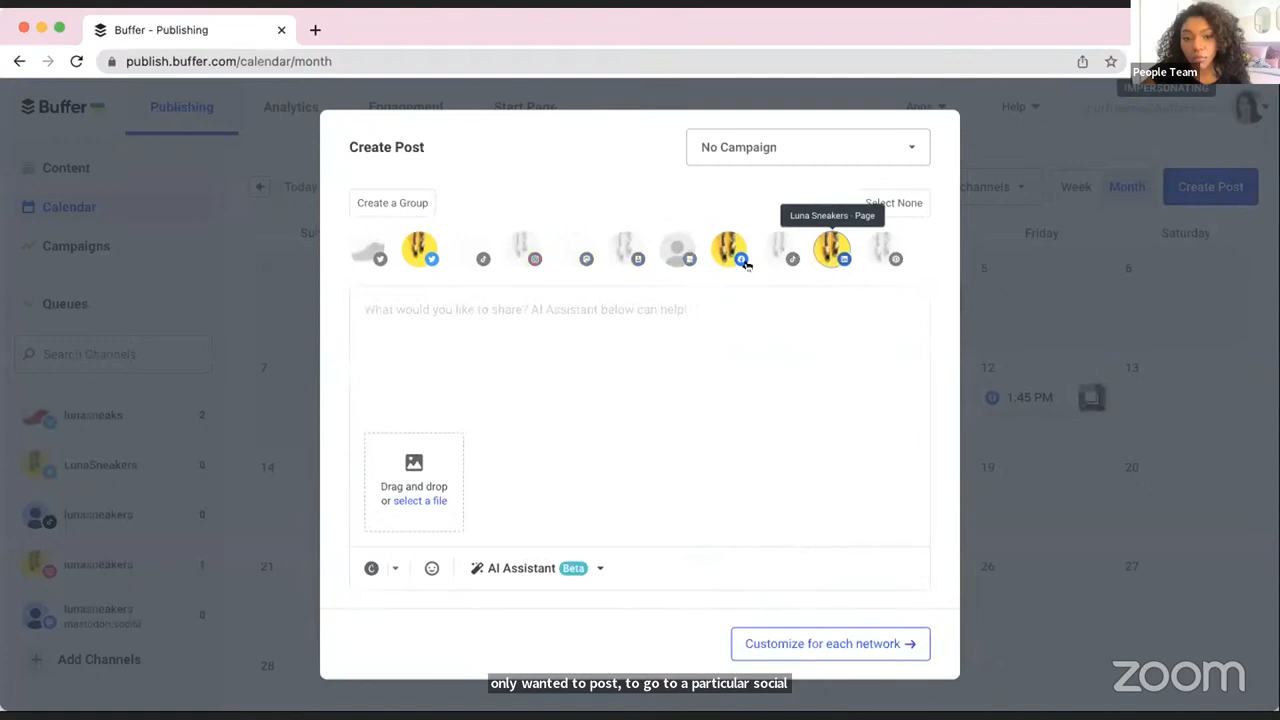 Buffer - Publishing
publish.buffer.com/calendar/month
People Team
IMPERSONATING
Buffer
Publishing
Analytics
Engagement
Start Page
Apps
Help
Content
Calendar
Campaigns
Queues
Search Channels
lunasneaks 2
LunaSneakers 0
lunasneakers 0
lunasneakers 1
lunasneakers 0
mastodon.social
Add Channels
Today
channels
Week
Month
Create Post
Friday
Saturday
5
6
7
12
13
1:45 PM
14
19
20
21
26
27
28
Create Post
No Campaign
Create a Group
Select None
Luna Sneakers - Page
What would you like to share? AI Assistant below can help!
Drag and drop
or select a file
AI Assistant Beta
Customize for each network
only wanted to post, to go to a particular social
zoom